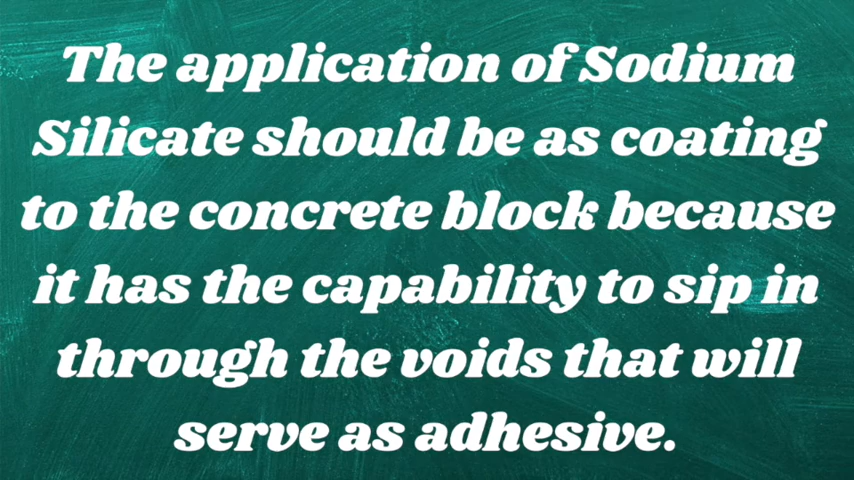 The application of Sodium
Silicate should be as coating
to the concrete block because
it has the capability to sip in
through the voids that will
serve as adhesive.